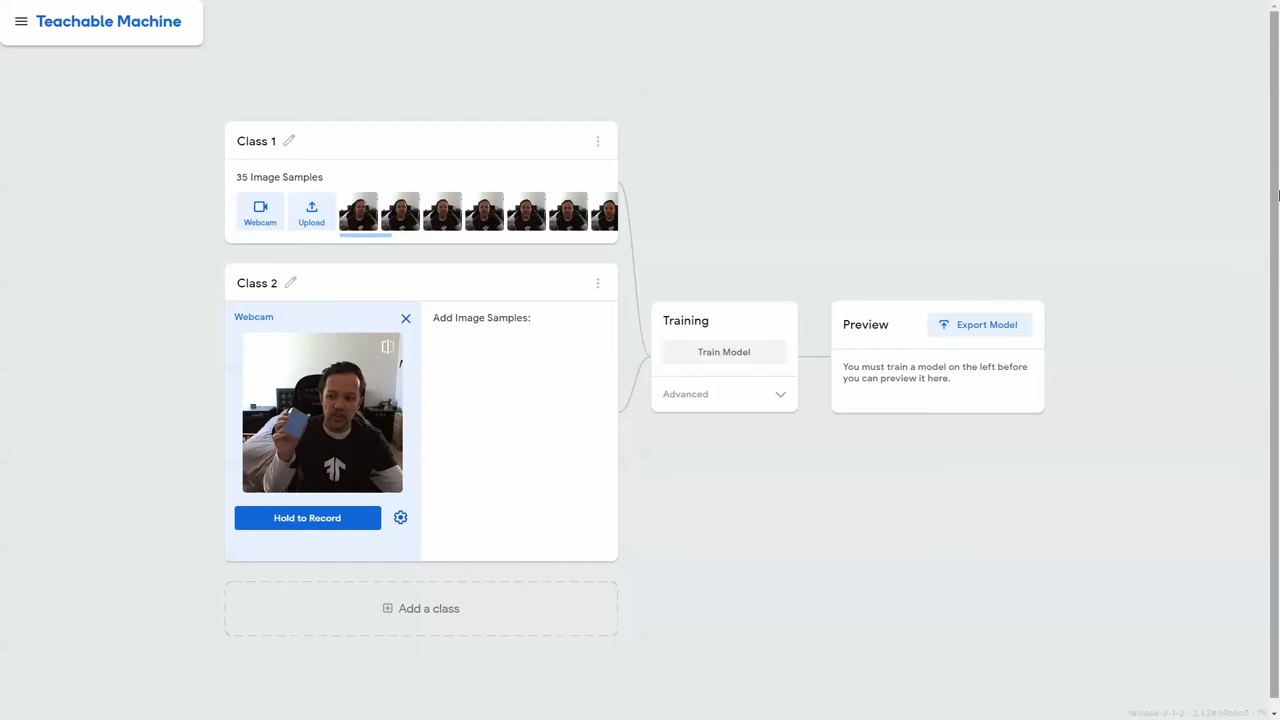 Teachable Machine
Class 1
35 Image Samples
Webcam
Upload
Class 2
Webcam
Add Image Samples:
Hold to Record
Add a class
Training
Train Model
Advanced
Preview
Export Model
You must train a model on the left before
you can preview it here.